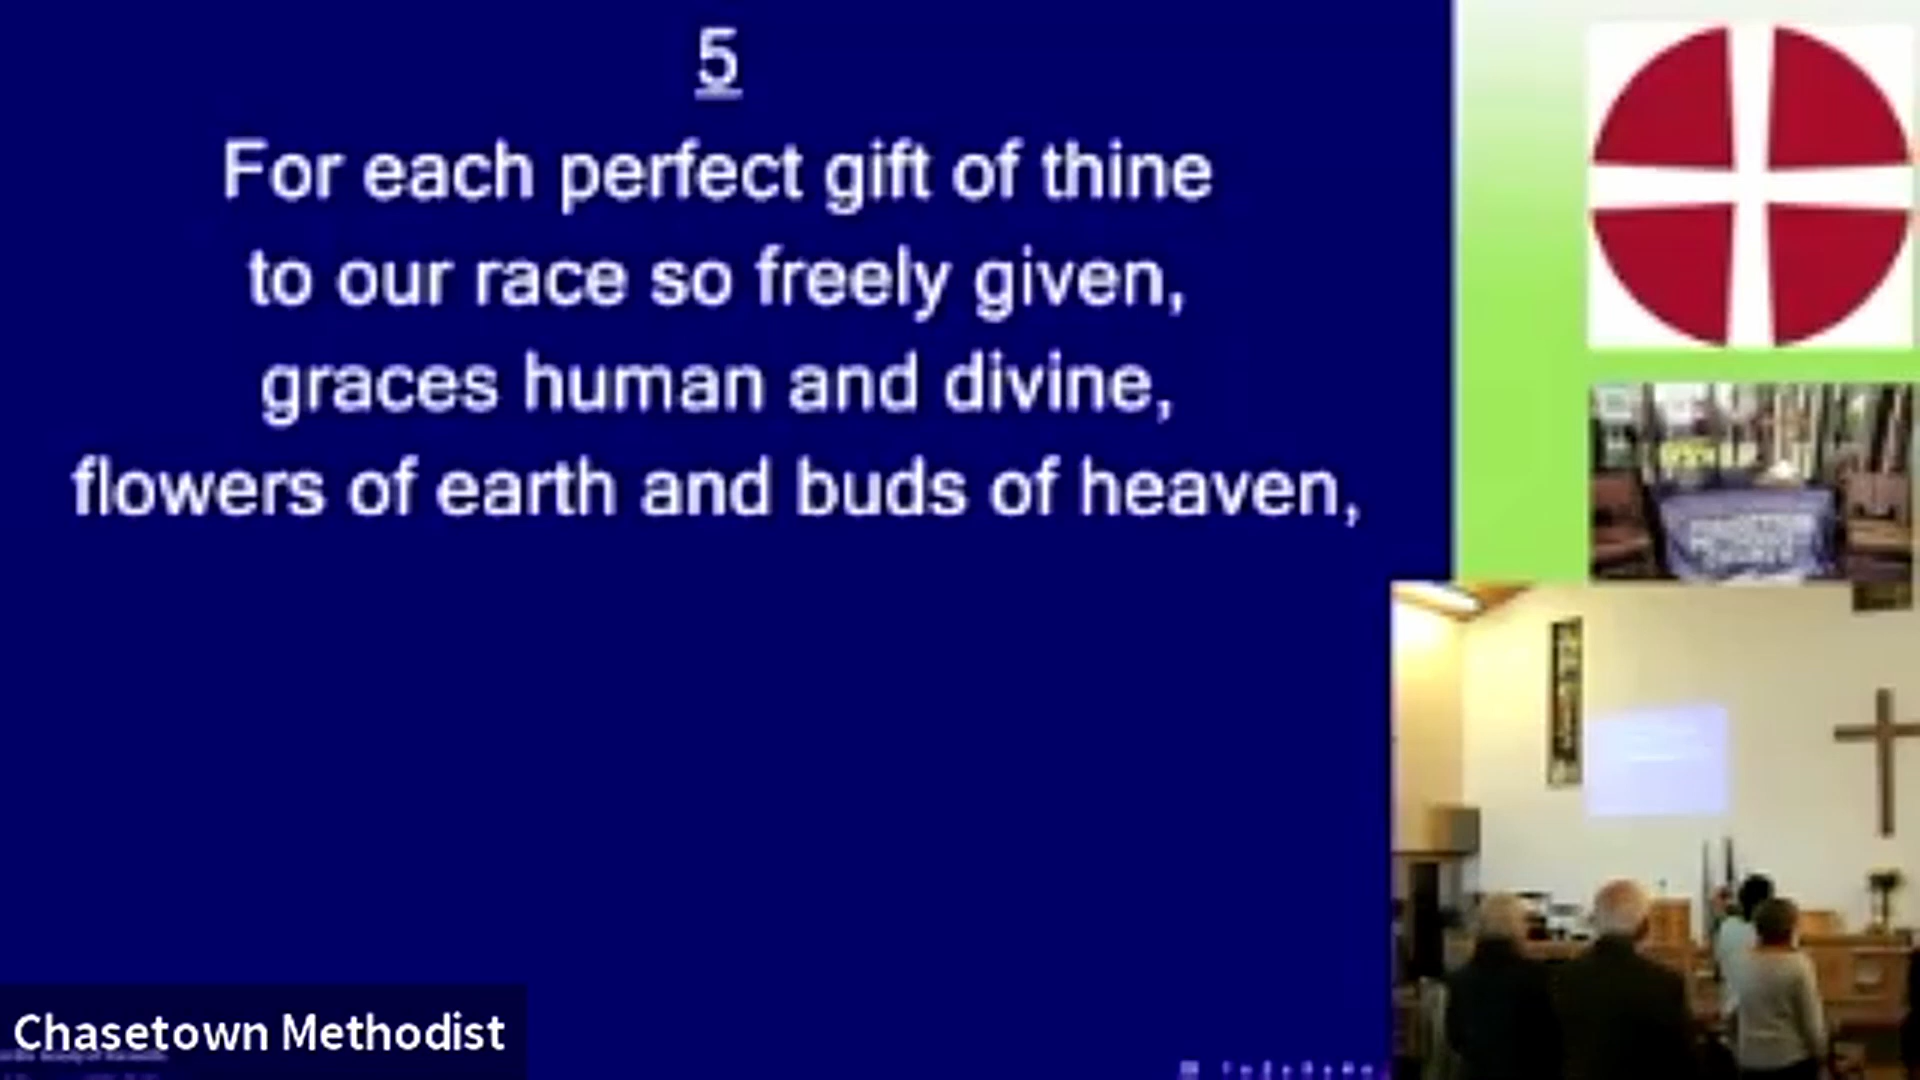 5
For each perfect gift of thine
to our race so freely given,
graces human and divine,
flowers of earth and buds of heaven,
Chasetown Methodist